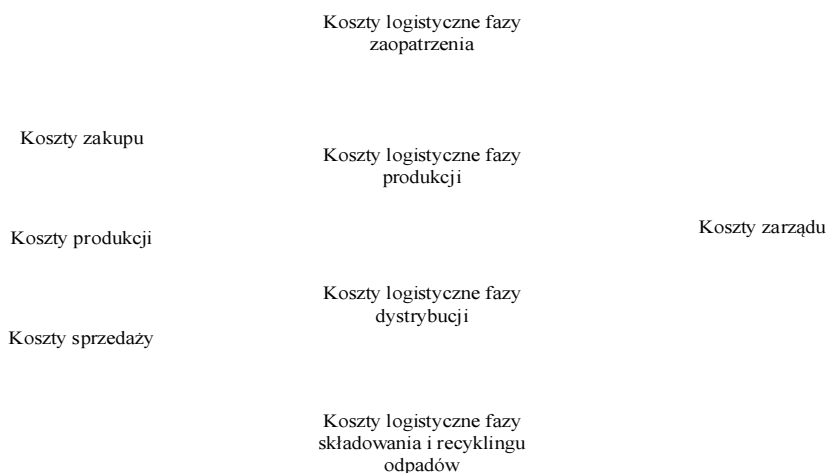 Koszty logistyczne fazy
zaopatrzenia
Koszty zakupu
Koszty logistyczne fazy
produkcji
Koszty produkcji
Koszty zarządu
Koszty logistyczne fazy
dystrybucji
Koszty sprzedaży
Koszty logistyczne fazy
składowania i recyklingu
odpadów